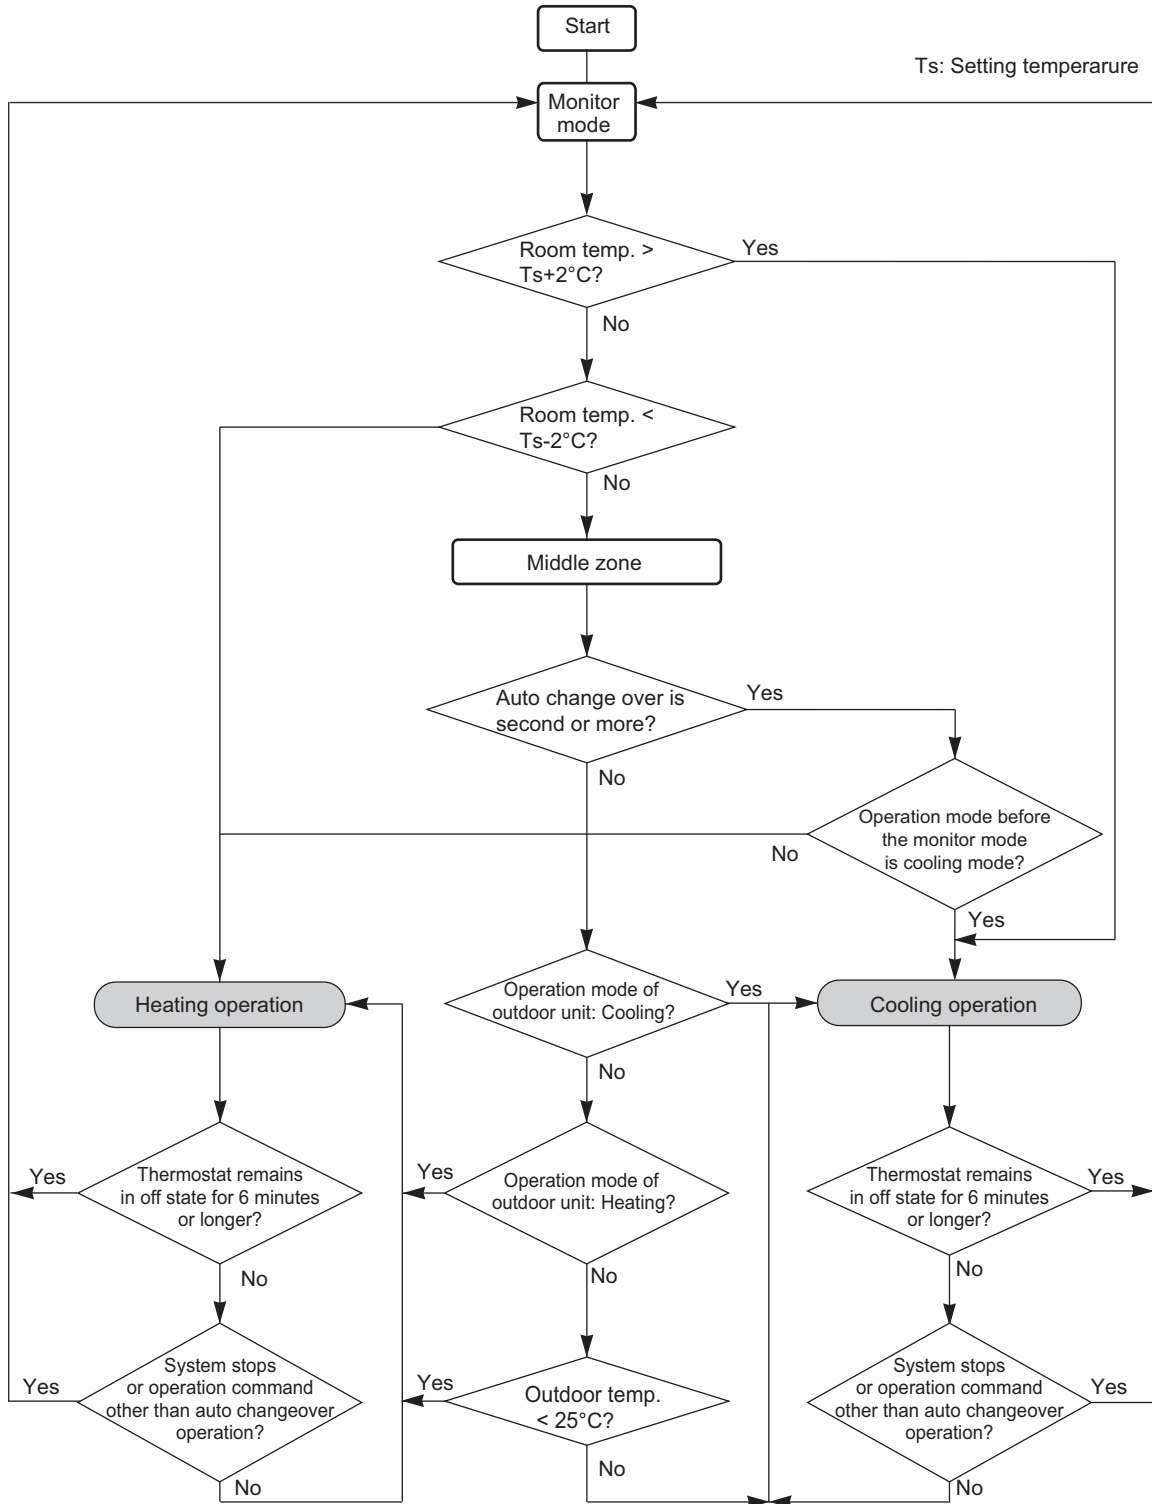 Start
Ts: Setting temperarure
Monitor
mode
Room temp. >
Ts+2°C?
Yes
No
Room temp. <
Ts-2°C?
No
Middle zone
Auto change over is
second or more?
Yes
No
Operation mode before
the monitor mode
is cooling mode?
No
Yes
Heating operation
Operation mode of
outdoor unit: Cooling?
Yes
Cooling operation
No
Yes
Thermostat remains
in off state for 6 minutes
or longer?
No
Yes
Operation mode of
outdoor unit: Heating?
No
Thermostat remains
in off state for 6 minutes
or longer?
Yes
No
Yes
System stops
or operation command
other than auto changeover
operation?
No
Yes
Outdoor temp.
< 25°C?
No
System stops
or operation command
other than auto changeover
operation?
Yes
No